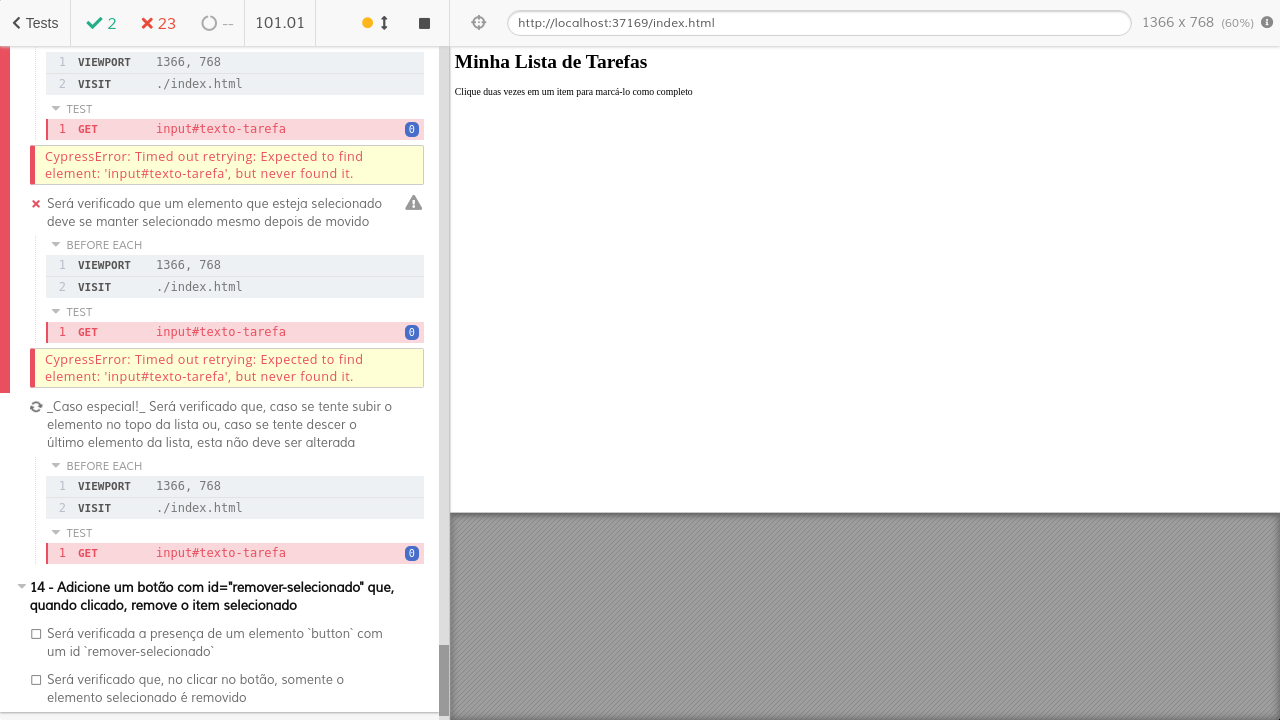 Tests
2
23
--
101.01
http://localhost:37169/index.html
1366 x 768 (60%)
1 VIEWPORT 1366, 768
2 VISIT ./index.html
TEST
1 GET input#texto-tarefa 0
CypressError: Timed out retrying: Expected to find
element: 'input#texto-tarefa', but never found it.
Será verificado que um elemento que esteja selecionado
deve se manter selecionado mesmo depois de movido
BEFORE EACH
1 VIEWPORT 1366, 768
2 VISIT ./index.html
TEST
1 GET input#texto-tarefa 0
CypressError: Timed out retrying: Expected to find
element: 'input#texto-tarefa', but never found it.
_Caso especial!_ Será verificado que, caso se tente subir o
elemento no topo da lista ou, caso se tente descer o
último elemento da lista, esta não deve ser alterada
BEFORE EACH
1 VIEWPORT 1366, 768
2 VISIT ./index.html
TEST
1 GET input#texto-tarefa 0
14 - Adicione um botão com id="remover-selecionado" que,
quando clicado, remove o item selecionado
Será verificada a presença de um elemento `button` com
um id `remover-selecionado`
Será verificado que, no clicar no botão, somente o
elemento selecionado é removido
Minha Lista de Tarefas
Clique duas vezes em um item para marcá-lo como completo